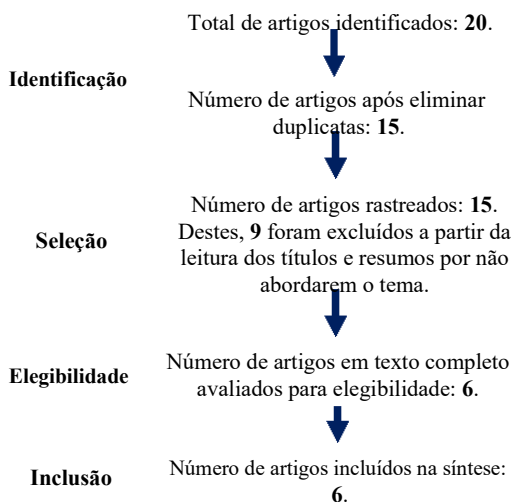 Total de artigos identificados: 20.
Identificação
Número de artigos após eliminar
duplicatas: 15.
Número de artigos rastreados: 15.
Destes, 9 foram excluídos a partir da
Seleção
leitura dos títulos e resumos por não
abordarem o tema.
Número de artigos em texto completo
Elegibilidade
avaliados para elegibilidade: 6.
Número de artigos incluídos na síntese:
Inclusão
6.